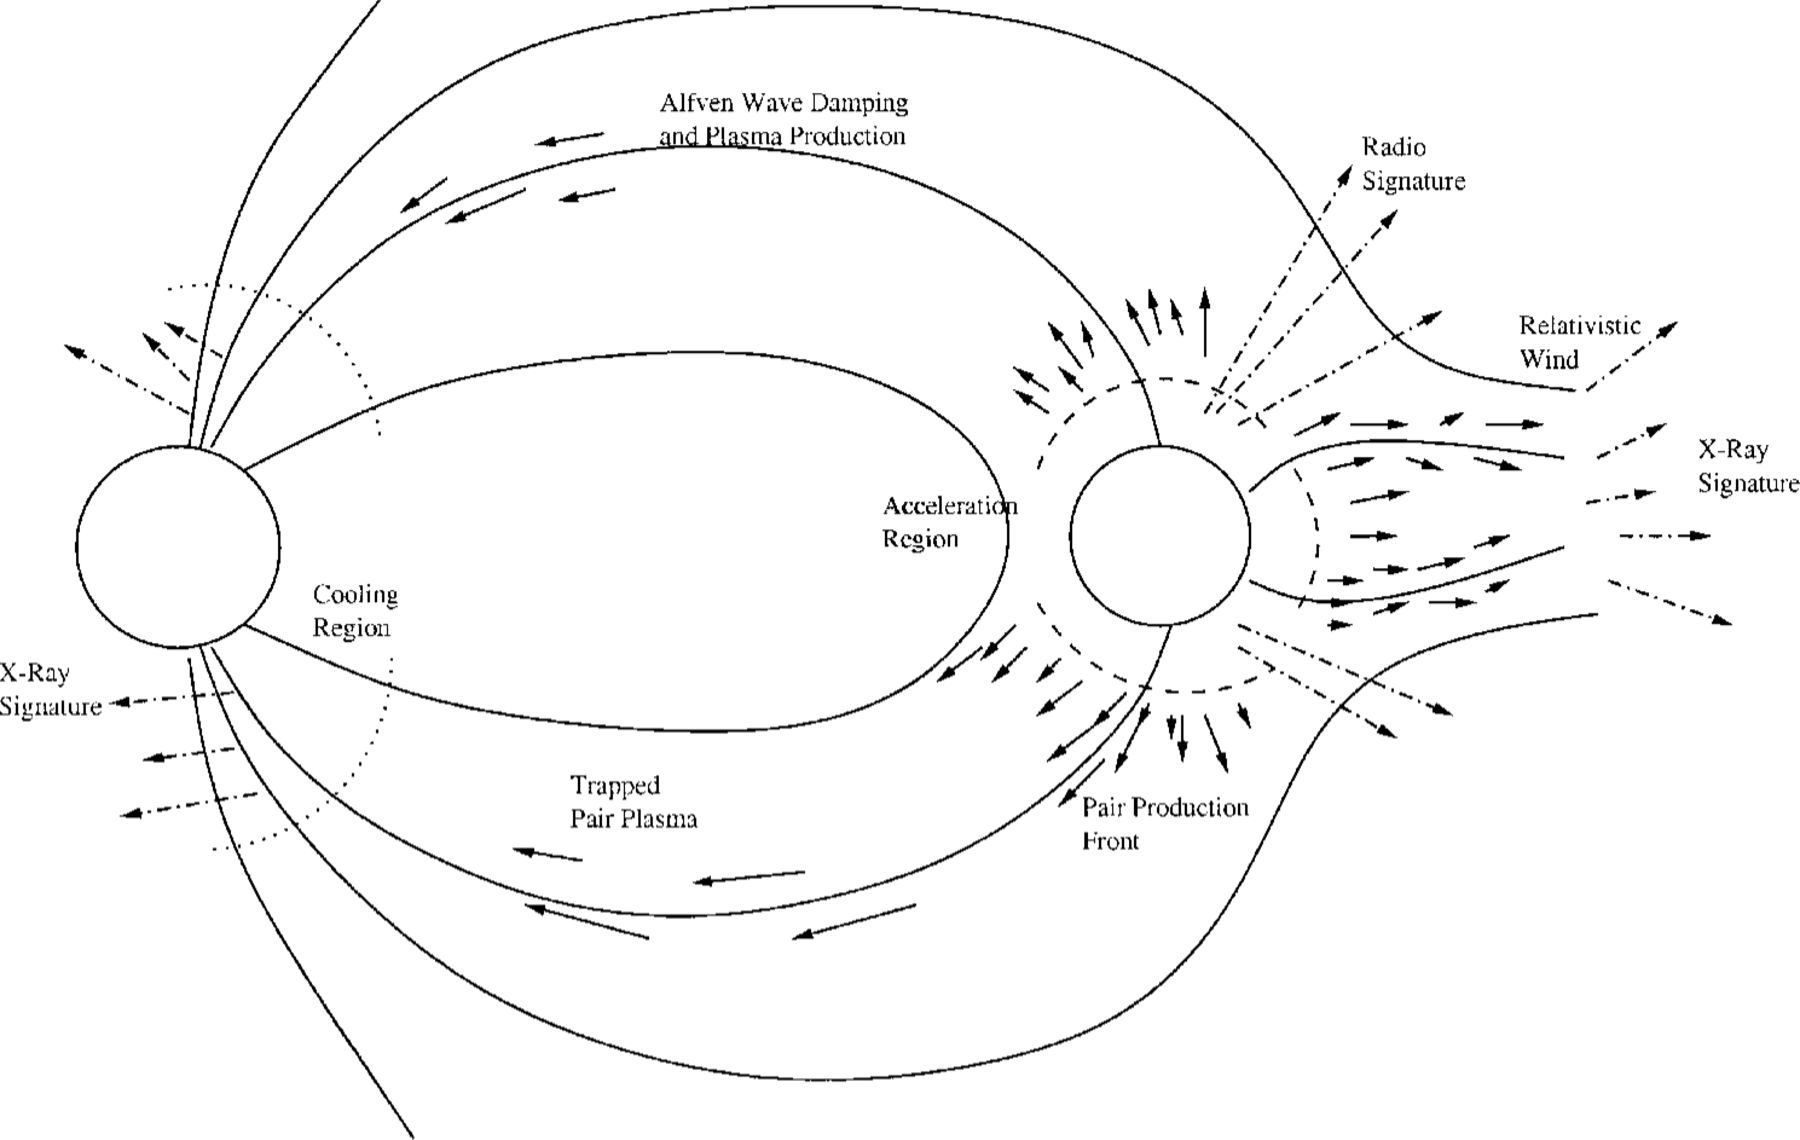 Alfven Wave Damping
and Plasma Production
Radio
Signature
Relativistic
Wind
X-Ray
Signature
Acceleration
Region
Cooling
Region
X-Ray
Signature
Trapped
Pair Plasma
Pair Production
Front